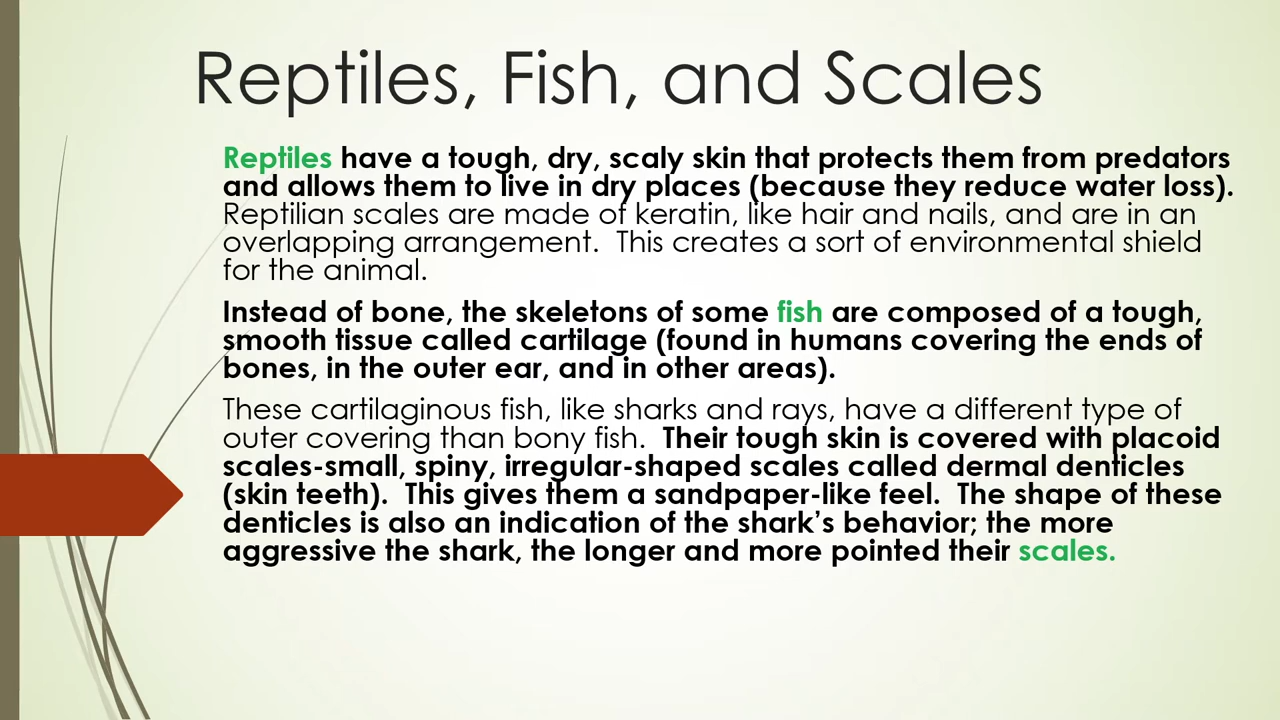 Reptiles, Fish, and Scales
Reptiles have a tough, dry, scaly skin that protects them from predators
and allows them to live in dry places (because they reduce water loss).
Reptilian scales are made of keratin, like hair and nails, and are in an
overlapping arrangement.  This creates a sort of environmental shield
for the animal.
Instead of bone, the skeletons of some fish are composed of a tough,
smooth tissue called cartilage (found in humans covering the ends of
bones, in the outer ear, and in other areas).
These cartilaginous fish, like sharks and rays, have a different type of
outer covering than bony fish.  Their tough skin is covered with placoid
scales-small, spiny, irregular-shaped scales called dermal denticles
(skin teeth).  This gives them a sandpaper-like feel.  The shape of these
denticles is also an indication of the shark’s behavior; the more
aggressive the shark, the longer and more pointed their scales.